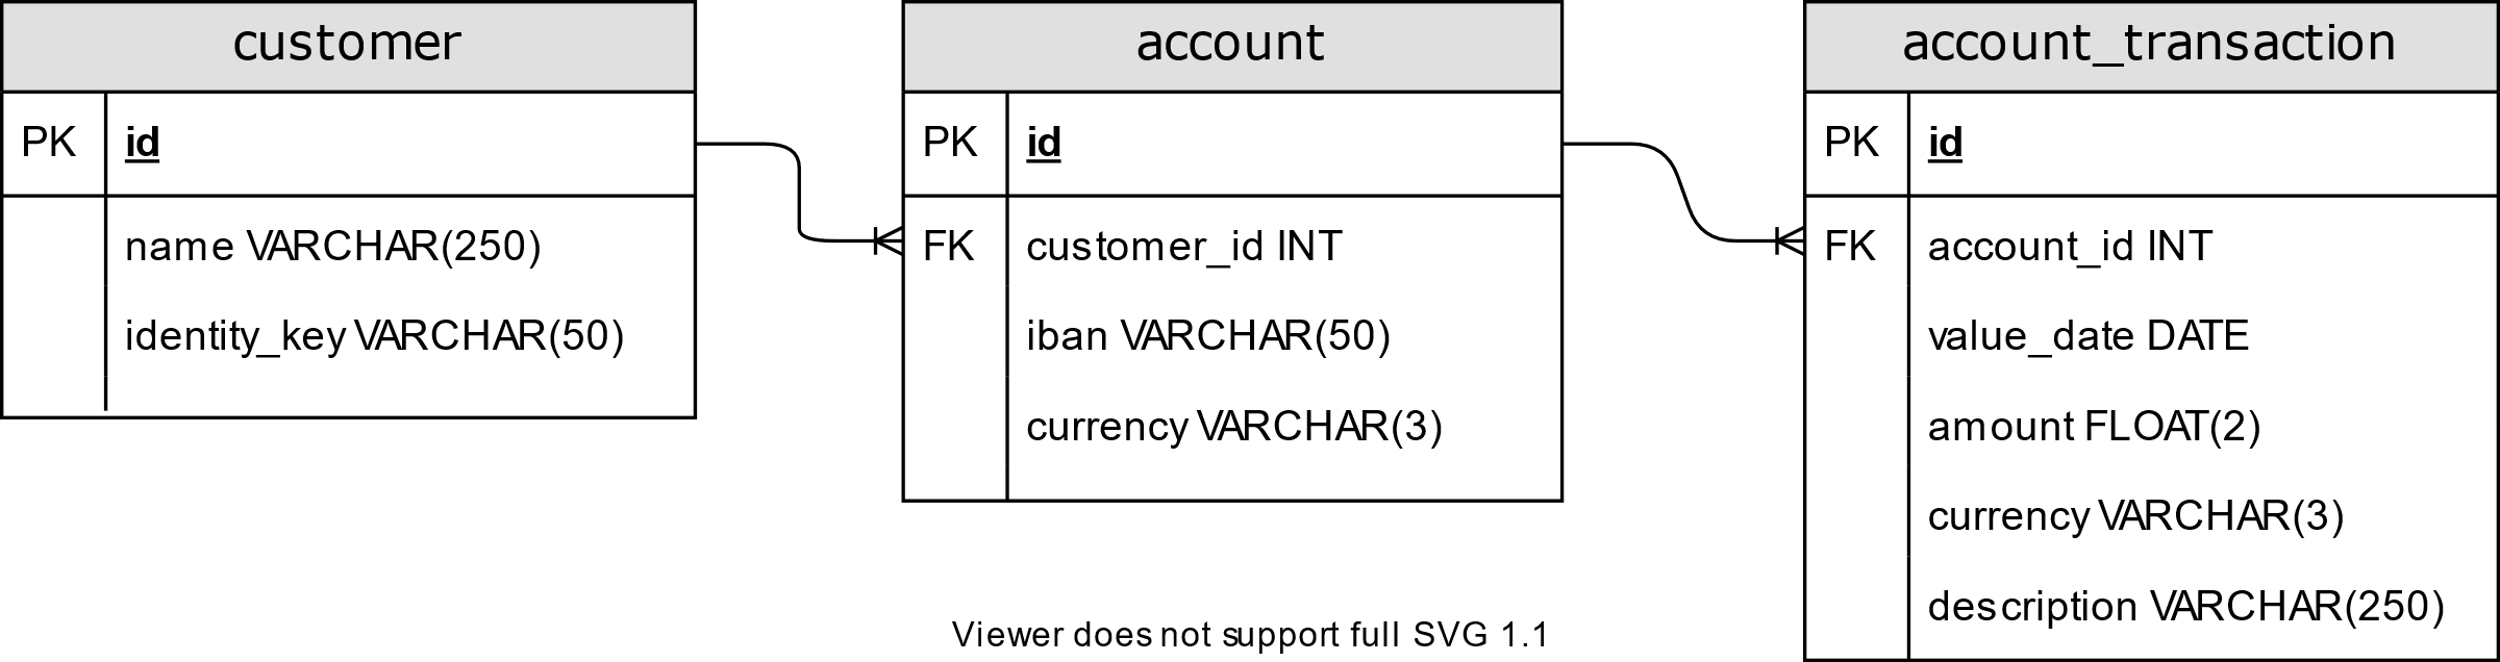 customer
PK id
name VARCHAR(250)
identity_key VARCHAR(50)
account
PK id
FK customer_id INT
iban VARCHAR(50)
currency VARCHAR(3)
account_transaction
PK id
FK account_id INT
value_date DATE
amount FLOAT(2)
currency VARCHAR(3)
description VARCHAR(250)
Viewer does not support full SVG 1.1